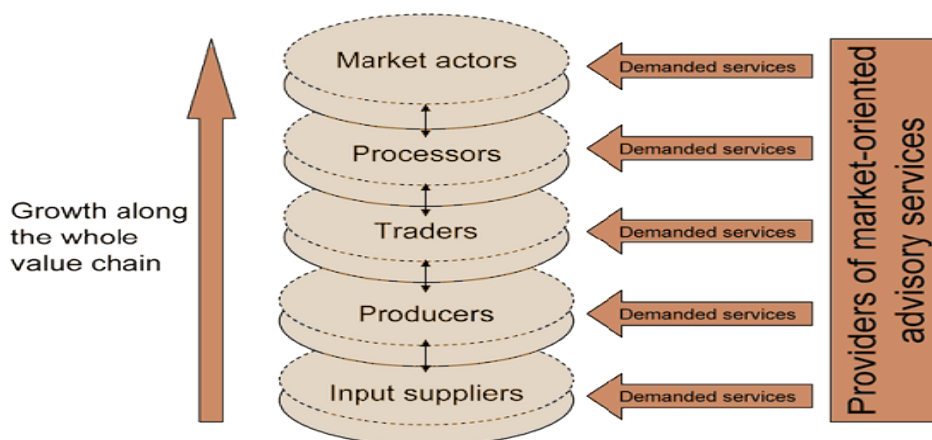 Market actors
Demanded services
Processors
Demanded services
Growth along
the whole
value chain
Traders
Demanded services
Producers
Demanded services
Input suppliers
Demanded services
Providers of market-oriented
advisory services